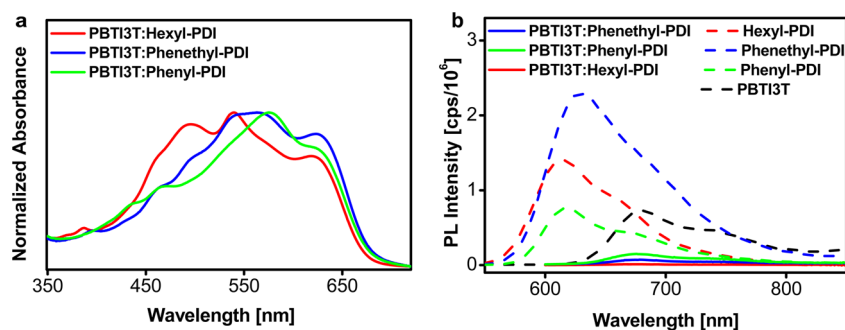 a
PBTI3T:Hexyl-PDI
PBTI3T:Phenethyl-PDI
PBTI3T:Phenyl-PDI
Normalized Absorbance
350
450
550
650
Wavelength [nm]
b
PBTI3T:Phenethyl-PDI
PBTI3T:Phenyl-PDI
PBTI3T:Hexyl-PDI
Hexyl-PDI
Phenethyl-PDI
Phenyl-PDI
PBTI3T
PL Intensity [cps/10⁶]
3
2
1
0
600
700
800
Wavelength [nm]